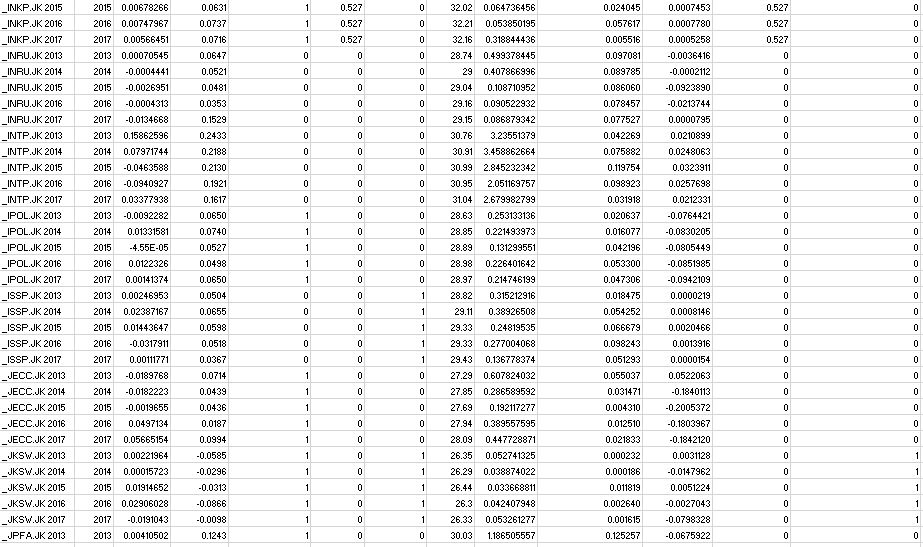 _INKP.JK 2015 2015 0.00678266 0.0631 1 0.527 0 32.02 0.064736456 0.024045 0.0007453 0.527 0
_INKP.JK 2016 2016 0.00747967 0.0737 1 0.527 0 32.21 0.053850195 0.057617 0.0007780 0.527 0
_INKP.JK 2017 2017 0.00566451 0.0716 1 0.527 0 32.16 0.318844436 0.005516 0.0005258 0.527 0
_INRU.JK 2013 2013 0.00070545 0.0647 0 0 0 28.74 0.499378445 0.097081 -0.0036416 0 0
_INRU.JK 2014 2014 -0.0004441 0.0521 0 0 0 29 0.407866996 0.089785 -0.0002112 0 0
_INRU.JK 2015 2015 -0.0026951 0.0481 0 0 0 29.04 0.108710952 0.086060 -0.0923890 0 0
_INRU.JK 2016 2016 -0.0004313 0.0353 0 0 0 29.16 0.090522932 0.078457 -0.0213744 0 0
_INRU.JK 2017 2017 -0.0134668 0.1529 0 0 0 29.15 0.086879342 0.077527 0.0000795 0 0
_INTP.JK 2013 2013 0.15862596 0.2433 0 0 0 30.76 3.23551379 0.042269 0.0210899 0 0
_INTP.JK 2014 2014 0.07971744 0.2188 0 0 0 30.91 3.458862664 0.075882 0.0248063 0 0
_INTP.JK 2015 2015 -0.0463588 0.2130 0 0 0 30.99 2.845232342 0.119754 0.0323911 0 0
_INTP.JK 2016 2016 -0.0940927 0.1921 0 0 0 30.95 2.051169757 0.098923 0.0257698 0 0
_INTP.JK 2017 2017 0.03377938 0.1617 0 0 0 31.04 2.679982799 0.031918 0.0212331 0 0
_IPOL.JK 2013 2013 -0.0092282 0.0650 1 0 0 28.63 0.253133136 0.020637 -0.0764421 0 0
_IPOL.JK 2014 2014 0.01331581 0.0740 1 0 0 28.85 0.221493973 0.016077 -0.0830205 0 0
_IPOL.JK 2015 2015 -4.55E-05 0.0527 1 0 0 28.89 0.131299551 0.042196 -0.0805449 0 0
_IPOL.JK 2016 2016 0.0122326 0.0498 1 0 0 28.98 0.226401642 0.053300 -0.0851985 0 0
_IPOL.JK 2017 2017 0.00141374 0.0650 1 0 0 28.97 0.214746199 0.047306 -0.0942109 0 0
_ISSP.JK 2013 2013 0.00246953 0.0504 0 0 1 28.82 0.315212916 0.018475 0.0000219 0 0
_ISSP.JK 2014 2014 0.02387167 0.0655 0 0 1 29.11 0.38926508 0.054252 0.0008146 0 0
_ISSP.JK 2015 2015 0.01443647 0.0598 0 0 1 29.33 0.24819535 0.066679 0.0020466 0 0
_ISSP.JK 2016 2016 -0.0317911 0.0518 0 0 1 29.33 0.277004068 0.098243 0.0013916 0 0
_ISSP.JK 2017 2017 0.00111771 0.0367 0 0 1 29.43 0.136778374 0.051293 0.0000154 0 0
_JECC.JK 2013 2013 -0.0189768 0.0714 1 0 0 27.29 0.607824032 0.055037 0.0522063 0 0
_JECC.JK 2014 2014 -0.0182223 0.0439 1 0 0 27.85 0.286589592 0.031471 -0.1840113 0 0
_JECC.JK 2015 2015 -0.0019655 0.0436 1 0 0 27.69 0.192117277 0.004310 -0.2005372 0 0
_JECC.JK 2016 2016 0.0497134 0.0187 1 0 0 27.94 0.389557595 0.012510 -0.1803967 0 0
_JECC.JK 2017 2017 0.05665154 0.0994 1 0 0 28.09 0.447728871 0.021833 -0.1842120 0 0
_JKSW.JK 2013 2013 0.00221964 -0.0585 1 0 1 26.35 0.052741325 0.000232 0.0031128 0 1
_JKSW.JK 2014 2014 0.00015723 -0.0296 1 0 1 26.29 0.038874022 0.000186 -0.0147962 0 1
_JKSW.JK 2015 2015 0.01914652 -0.0313 1 0 1 26.44 0.033668811 0.011819 0.0051224 0 1
_JKSW.JK 2016 2016 0.02906028 -0.0866 1 0 1 26.3 0.042407948 0.002640 -0.0027043 0 1
_JKSW.JK 2017 2017 -0.0191043 -0.0098 1 0 1 26.33 0.053261277 0.001615 -0.0798328 0 1
_JPFA.JK 2013 2013 0.00410502 0.1243 1 0 0 30.03 1.186505557 0.125257 -0.0675922 0 0